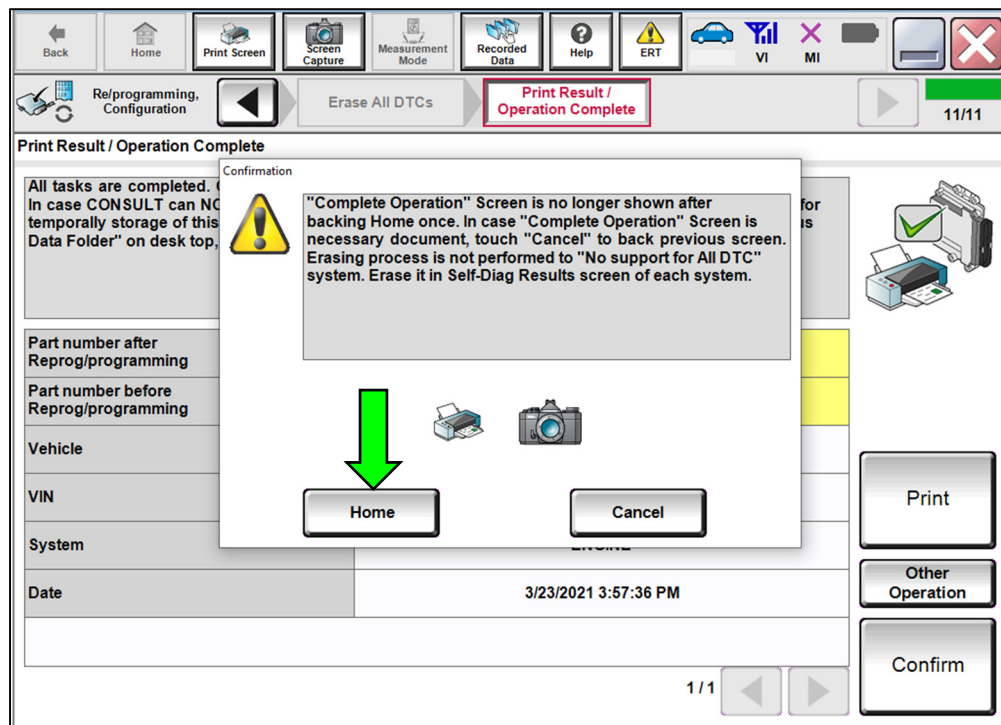 Back
Home
Print Screen
Screen
Capture
Measurement
Mode
Recorded
Data
Help
ERT
VI
MI
Re/programming,
Configuration
Erase All DTCs
Print Result /
Operation Complete
11/11
Print Result / Operation Complete
Confirmation
All tasks are completed.
In case CONSULT can NO
for
temporally storage of this
Data Folder" on desk top,
"Complete Operation" Screen is no longer shown after
backing Home once. In case "Complete Operation" Screen is
necessary document, touch "Cancel" to back previous screen.
Erasing process is not performed to "No support for All DTC"
system. Erase it in Self-Diag Results screen of each system.
Part number after
Reprog/programming
Part number before
Reprog/programming
Vehicle
VIN
System
Home
Cancel
Date
3/23/2021 3:57:36 PM
Print
Other
Operation
Confirm
1/1